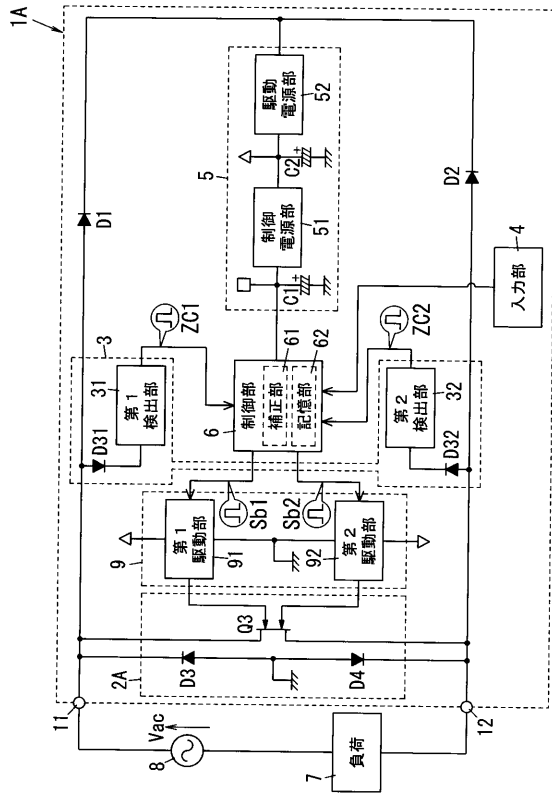 1A
D1
D2
駆動
電源部
52
C2
+
5
制御
電源部
51
C1
+
4
入力部
ZC1
ZC2
3
31
第1
検出部
D31
61
62
制御部
補正部
記憶部
6
第2
検出部
32
D32
Sb1
Sb2
9
第1
駆動部
91
第2
駆動部
92
Q3
2A
D3
D4
11
12
Vac
8
負荷
7